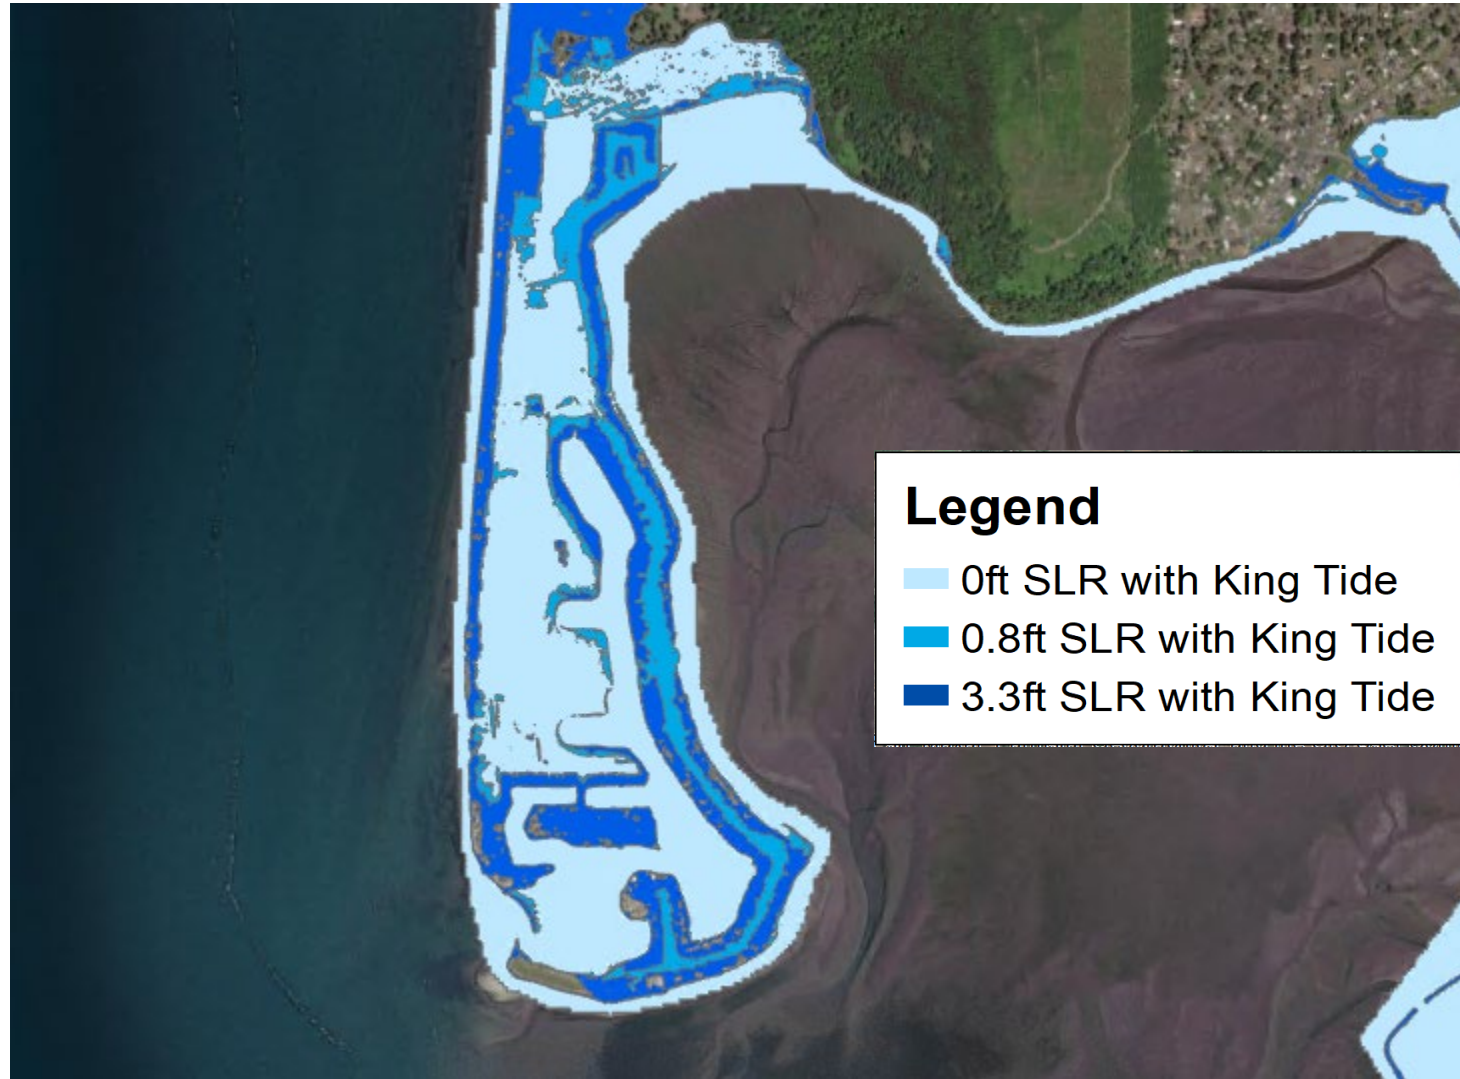 Legend
0ft SLR with King Tide
0.8ft SLR with King Tide
3.3ft SLR with King Tide